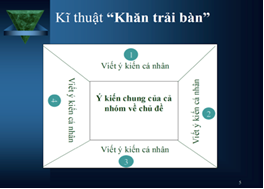 Kĩ thuật “Khăn trải bàn”
1
Viết ý kiến cá nhân
4
Viết ý kiến cá nhân
Ý kiến chung của cả
nhóm về chủ đề
Viết ý kiến cá nhân
2
Viết ý kiến cá nhân
3